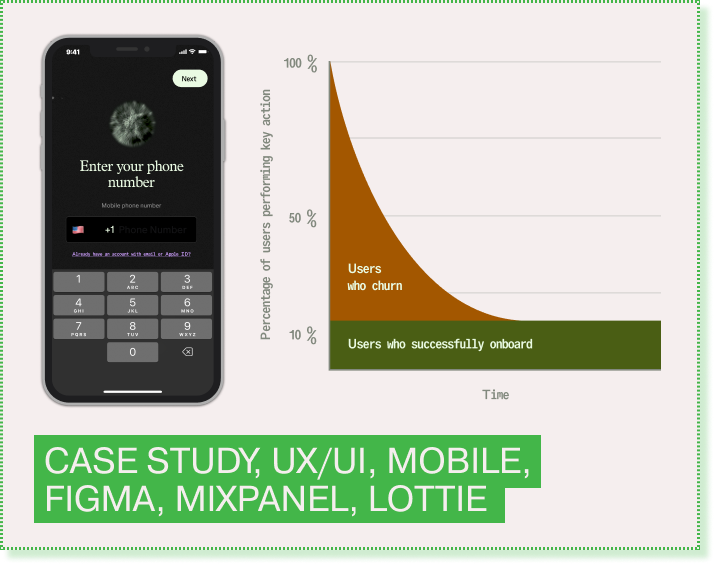 9:41
Next
Enter your phone
number
Mobile phone number
+1 Phone Number
Already have an account with email or Apple ID?
1
2
ABC
3
DEF
4
GHI
5
JKL
6
MNO
7
PQRS
8
TUV
9
WXYZ
0
Percentage of users performing key action
100 %
50 %
10 %
Users
who churn
Users who successfully onboard
Time
CASE STUDY, UX/UI, MOBILE,
FIGMA, MIXPANEL, LOTTIE